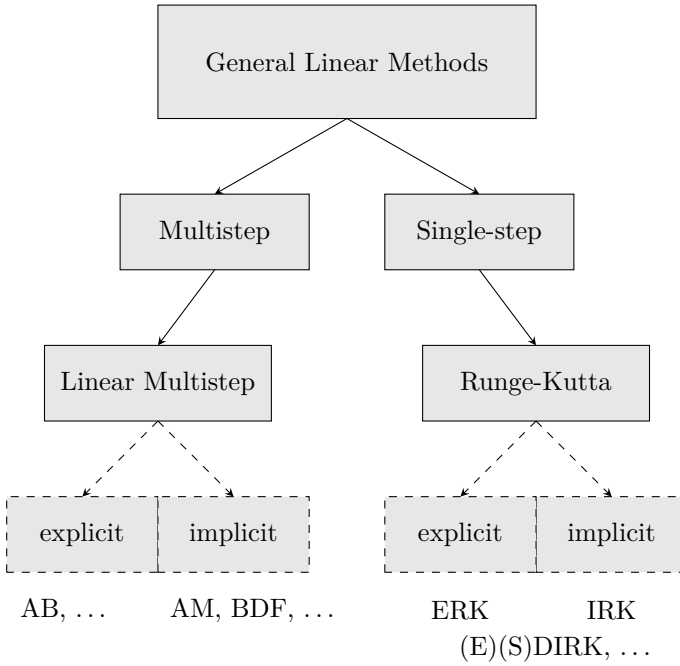 General Linear Methods
Multistep
Single-step
Linear Multistep
Runge-Kutta
explicit
implicit
explicit
implicit
AB, …
AM, BDF, …
ERK
IRK
(E)(S)DIRK, …